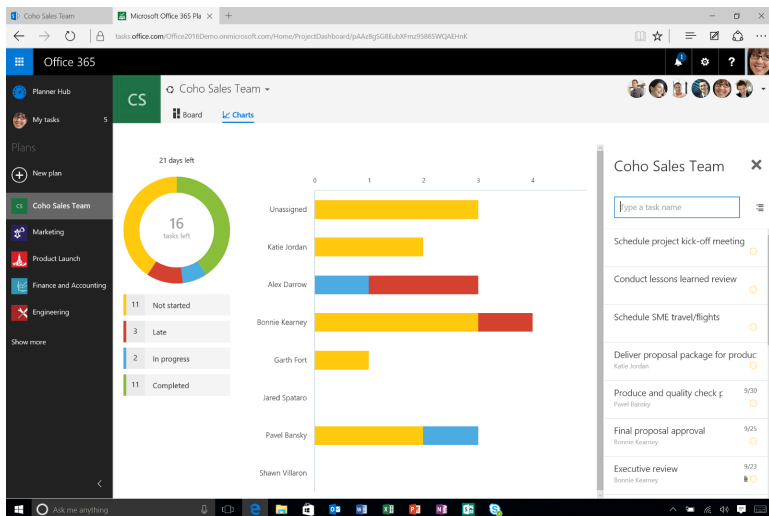 Coho Sales Team
Microsoft Office 365 Pla
tasks.office.com/Office2016Demo.onmicrosoft.com/Home/ProjectDashboard/pAAzBgSG8EubXFmz95885WQAEHnK
Office 365
1
?
Planner Hub
My tasks 5
Plans
New plan
CS Coho Sales Team
Marketing
Product Launch
Finance and Accounting
Engineering
Show more
CS
Coho Sales Team
Board
Charts
21 days left
16
tasks left
11 Not started
3 Late
2 In progress
11 Completed
0 1 2 3 4
Unassigned
Katie Jordan
Alex Darrow
Bonnie Kearney
Garth Fort
Jared Spataro
Pavel Bansky
Shawn Villaron
Coho Sales Team
Type a task name
Schedule project kick-off meeting
Conduct lessons learned review
Schedule SME travel/flights
Deliver proposal package for produc
Katie Jordan
Produce and quality check p 9/30
Pavel Bansky
Final proposal approval 9/25
Bonnie Kearney
Executive review 9/23
Bonnie Kearney
Ask me anything